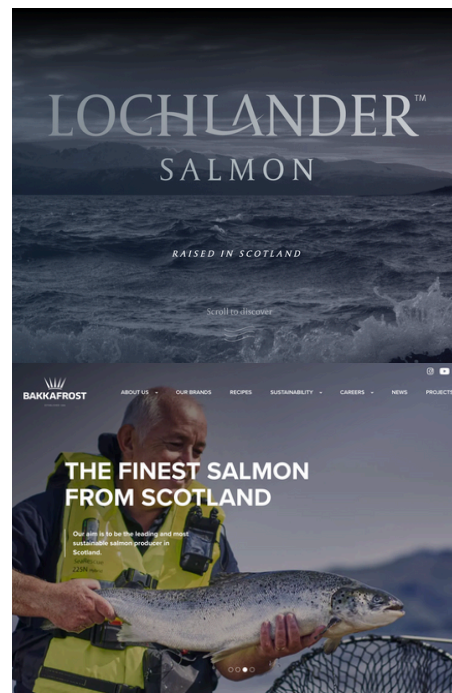 LOCHLANDER™
SALMON
RAISED IN SCOTLAND
Scroll to discover
BAKKAFROST
ABOUT US OUR BRANDS RECIPES SUSTAINABILITY CAREERS NEWS PROJECTS
THE FINEST SALMON
FROM SCOTLAND
Our aim is to be the leading and most
sustainable salmon producer in
Scotland.
225N